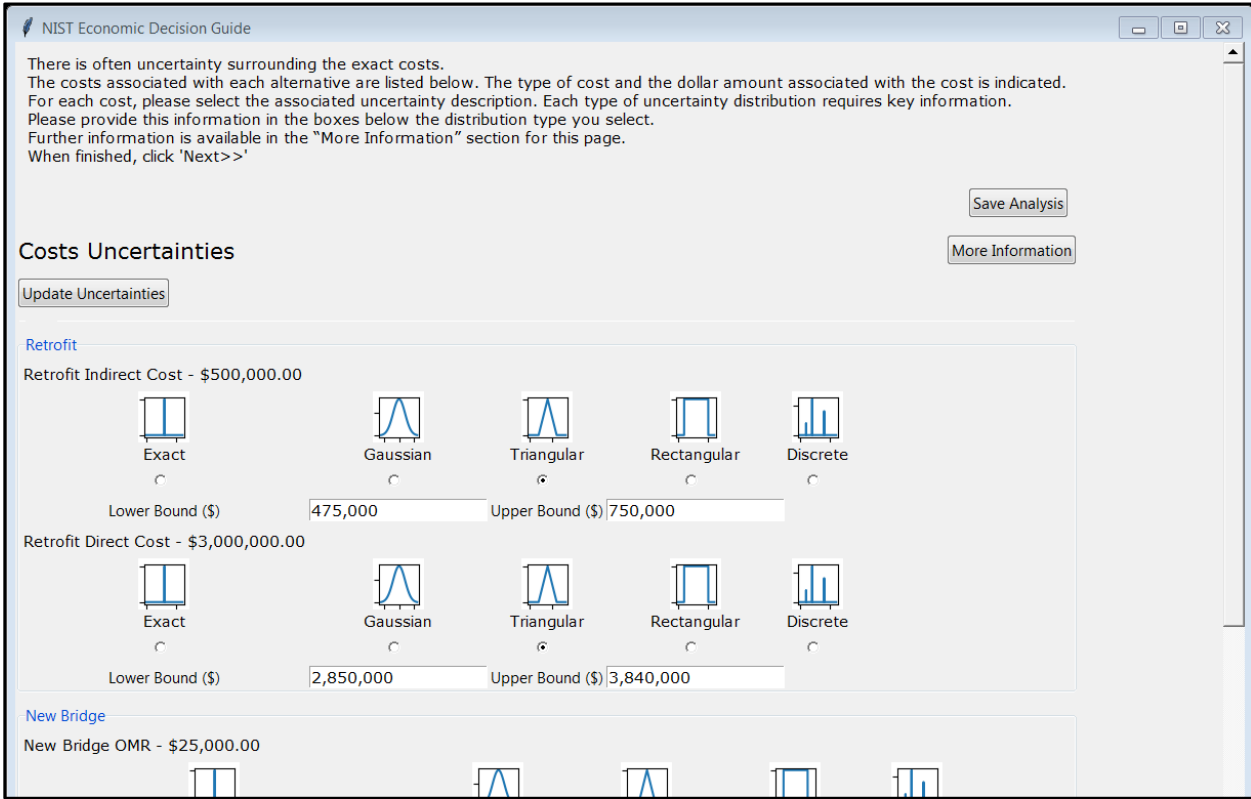 NIST Economic Decision Guide
There is often uncertainty surrounding the exact costs.
The costs associated with each alternative are listed below. The type of cost and the dollar amount associated with the cost is indicated.
For each cost, please select the associated uncertainty description. Each type of uncertainty distribution requires key information.
Please provide this information in the boxes below the distribution type you select.
Further information is available in the “More Information” section for this page.
When finished, click 'Next>>'
Save Analysis
Costs Uncertainties
More Information
Update Uncertainties
Retrofit
Retrofit Indirect Cost - $500,000.00
Exact Gaussian Triangular Rectangular Discrete
Lower Bound ($) 475,000 Upper Bound ($) 750,000
Retrofit Direct Cost - $3,000,000.00
Exact Gaussian Triangular Rectangular Discrete
Lower Bound ($) 2,850,000 Upper Bound ($) 3,840,000
New Bridge
New Bridge OMR - $25,000.00